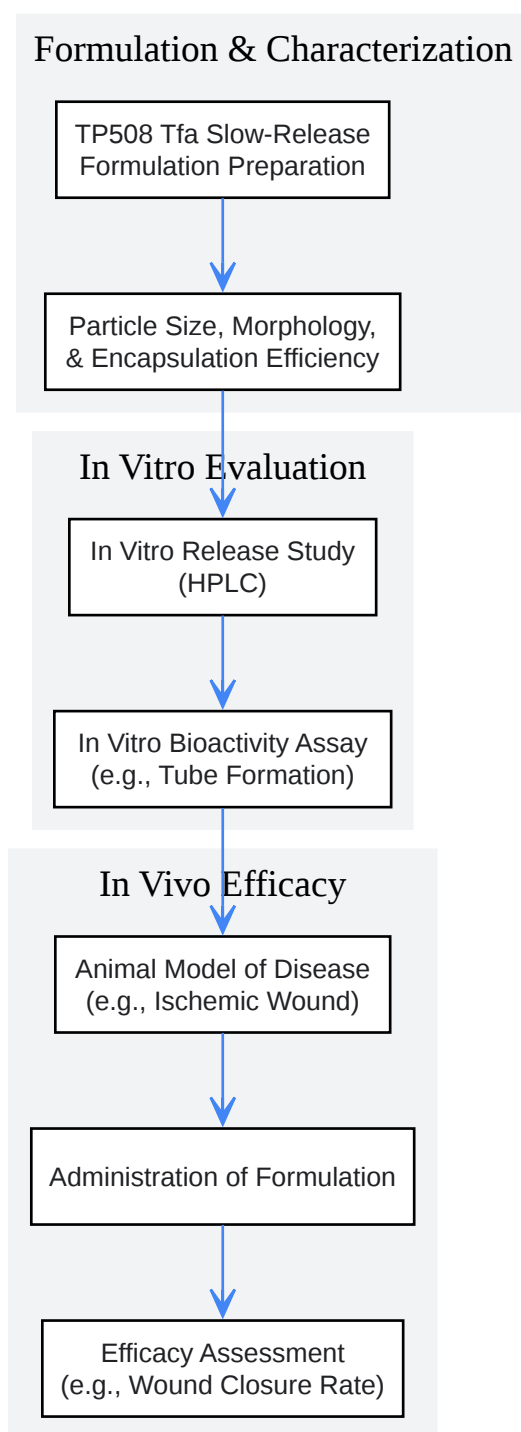 Formulation & Characterization
TP508 Tfa Slow-Release
Formulation Preparation
Particle Size, Morphology,
& Encapsulation Efficiency
In Vitro Evaluation
In Vitro Release Study
(HPLC)
In Vitro Bioactivity Assay
(e.g., Tube Formation)
In Vivo Efficacy
Animal Model of Disease
(e.g., Ischemic Wound)
Administration of Formulation
Efficacy Assessment
(e.g., Wound Closure Rate)